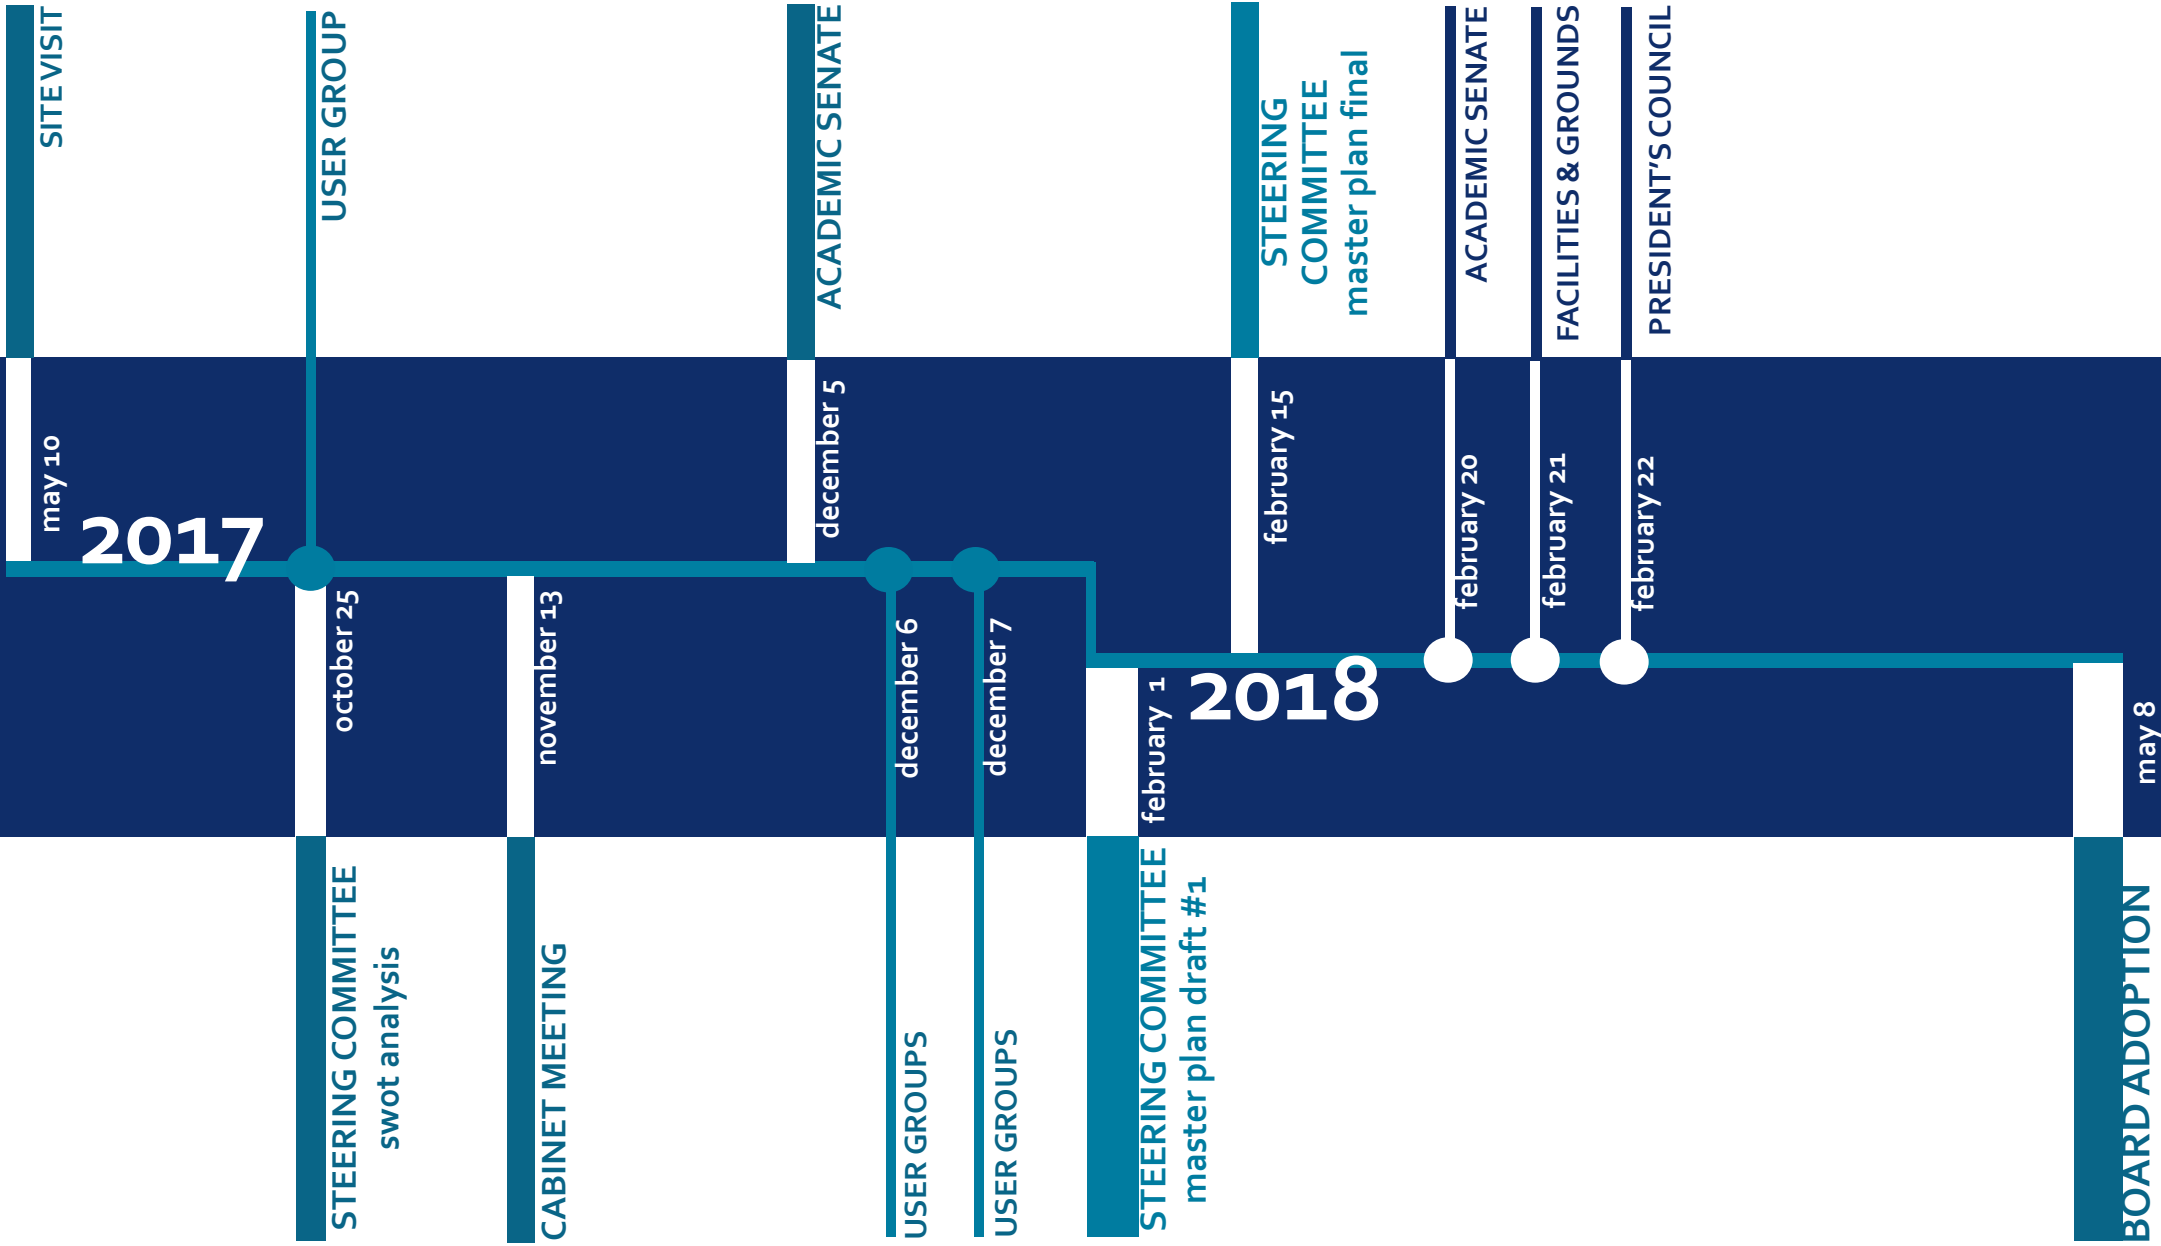 SITE VISIT
may 10
2017
USER GROUP
october 25
STEERING COMMITTEE
swot analysis
november 13
CABINET MEETING
ACADEMIC SENATE
december 5
december 6
USER GROUPS
december 7
USER GROUPS
february 1
STEERING COMMITTEE
master plan draft #1
2018
STEERING
COMMITTEE
master plan final
february 15
ACADEMIC SENATE
february 20
FACILITIES & GROUNDS
february 21
PRESIDENT'S COUNCIL
february 22
may 8
BOARD ADOPTION